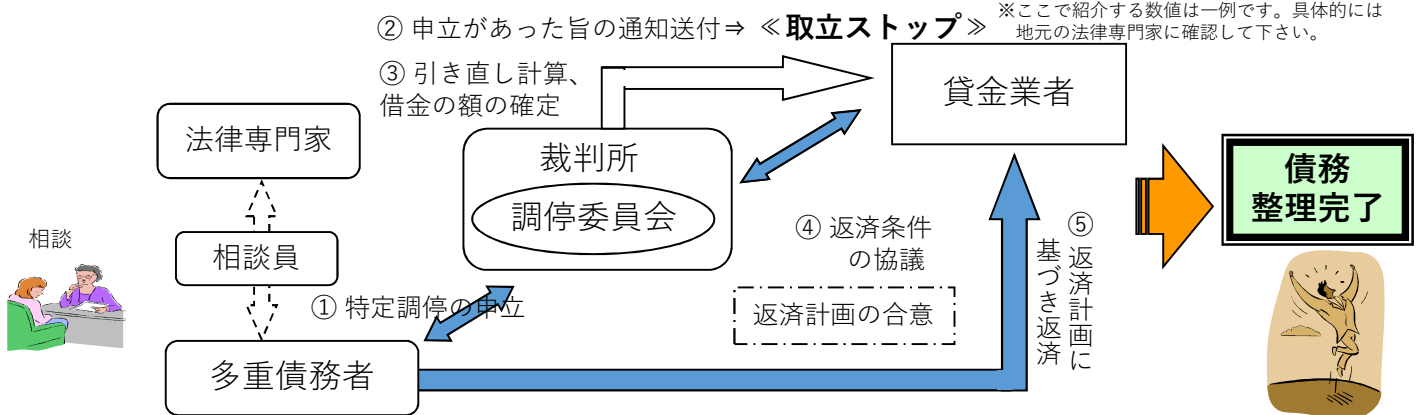 ② 申立があった旨の通知送付⇒ ≪取立ストップ≫
※ここで紹介する数値は一例です。具体的には
地元の法律専門家に確認して下さい。
③ 引き直し計算、
借金の額の確定
貸金業者
法律専門家
裁判所
調停委員会
債務
整理完了
相談
相談員
④ 返済条件
の協議
⑤ 返済計画に
基づき返済
① 特定調停の申立
返済計画の合意
多重債務者